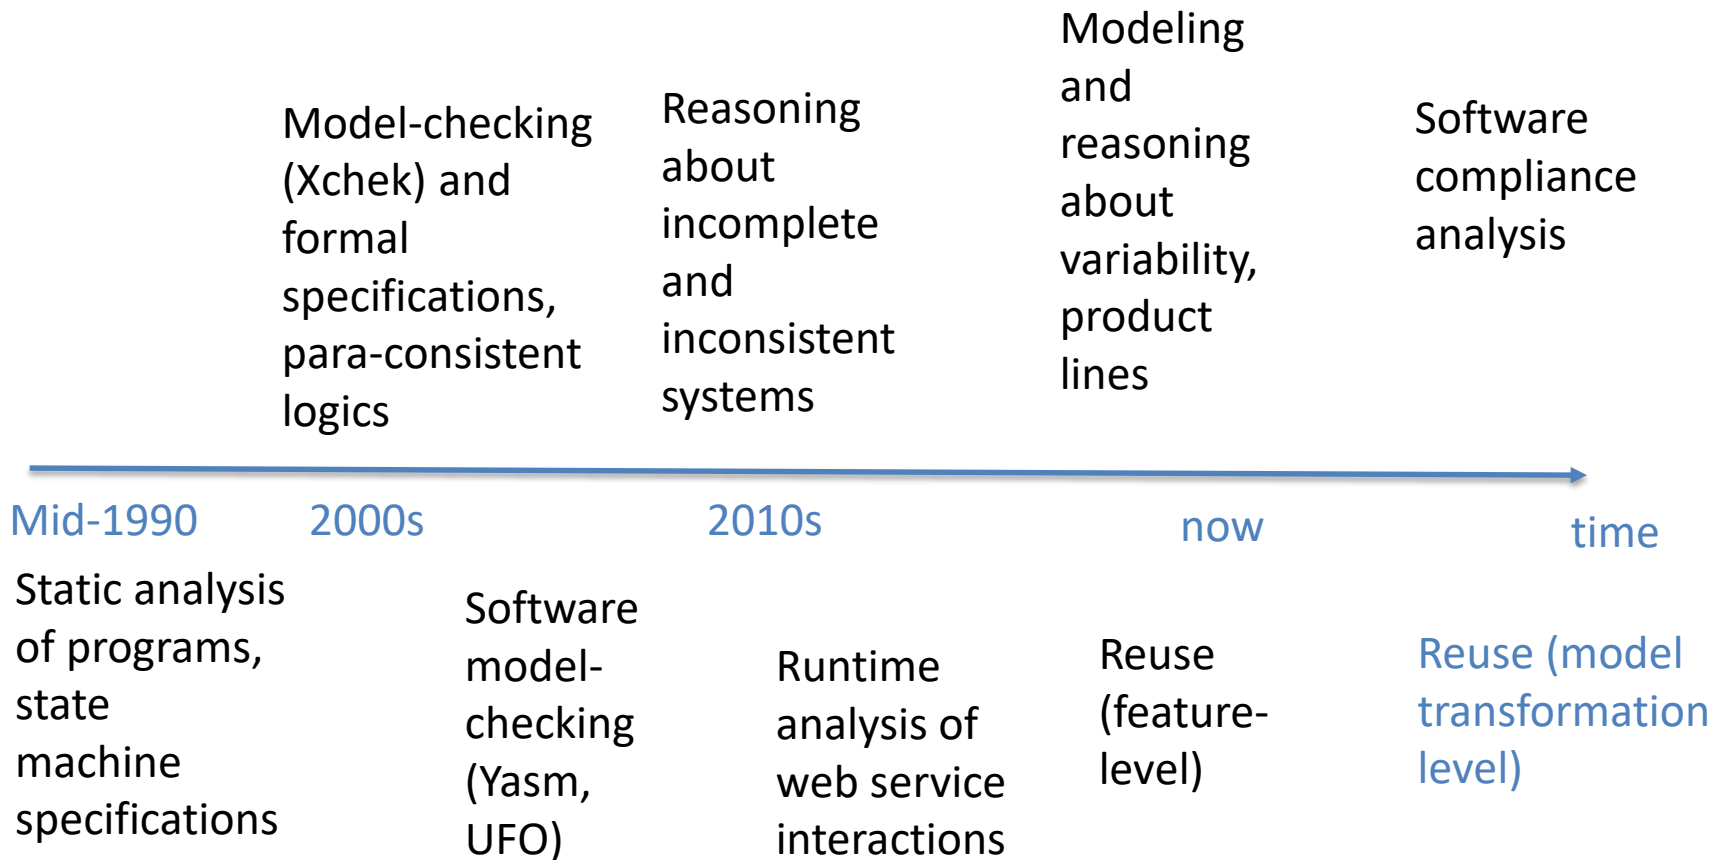 Model-checking
(Xchek) and
formal
specifications,
para-consistent
logics
Reasoning
about
incomplete
and
inconsistent
systems
Modeling
and
reasoning
about
variability,
product
lines
Software
compliance
analysis
Mid-1990
2000s
2010s
now
time
Static analysis
of programs,
state
machine
specifications
Software
model-
checking
(Yasm,
UFO)
Runtime
analysis of
web service
interactions
Reuse
(feature-
level)
Reuse (model
transformation
level)